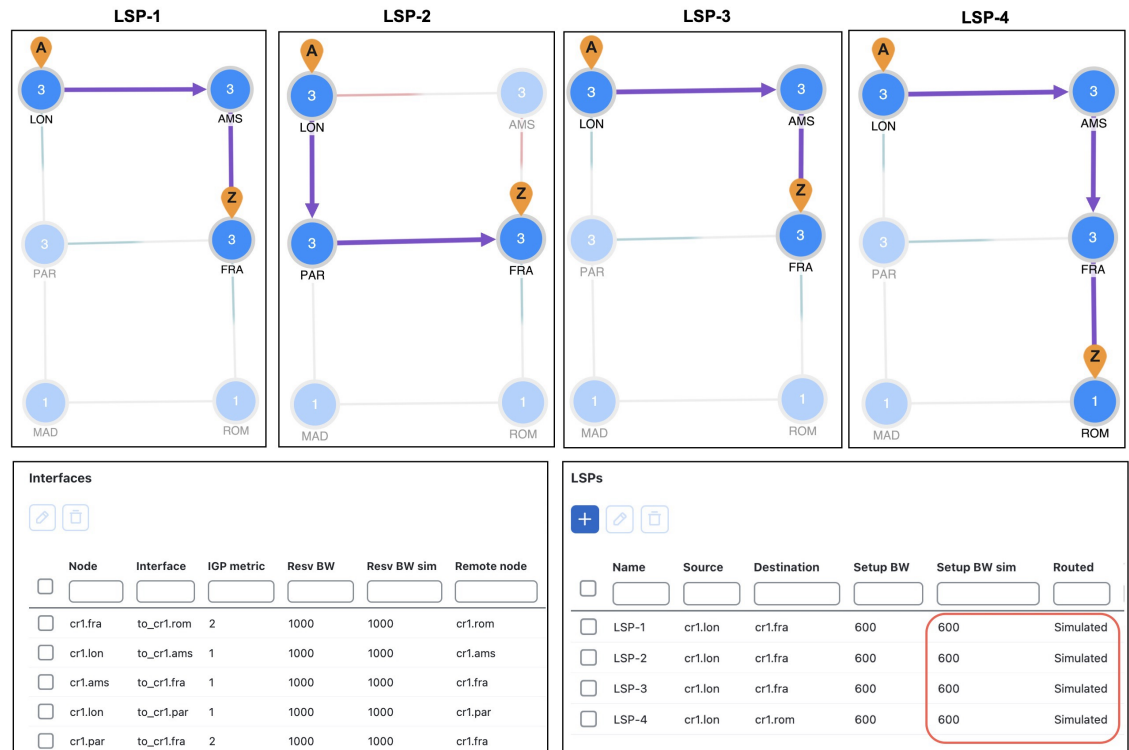 LSP-1
A
3
3
LON
AMS
Z
3
3
PAR
FRA
1
1
MAD
ROM
LSP-2
A
3
3
LON
AMS
Z
3
3
PAR
FRA
1
1
MAD
ROM
LSP-3
A
3
3
LON
AMS
Z
3
3
PAR
FRA
1
1
MAD
ROM
LSP-4
A
3
3
LON
AMS
3
3
PAR
FRA
Z
1
1
MAD
ROM
Interfaces
Node Interface IGP metric Resv BW Resv BW sim Remote node
cr1.fra to_cr1.rom 2 1000 1000 cr1.rom
cr1.lon to_cr1.ams 1 1000 1000 cr1.ams
cr1.ams to_cr1.fra 1 1000 1000 cr1.fra
cr1.lon to_cr1.par 1 1000 1000 cr1.par
cr1.par to_cr1.fra 2 1000 1000 cr1.fra
LSPs
Name Source Destination Setup BW Setup BW sim Routed
LSP-1 cr1.lon cr1.fra 600 600 Simulated
LSP-2 cr1.lon cr1.fra 600 600 Simulated
LSP-3 cr1.lon cr1.fra 600 600 Simulated
LSP-4 cr1.lon cr1.rom 600 600 Simulated